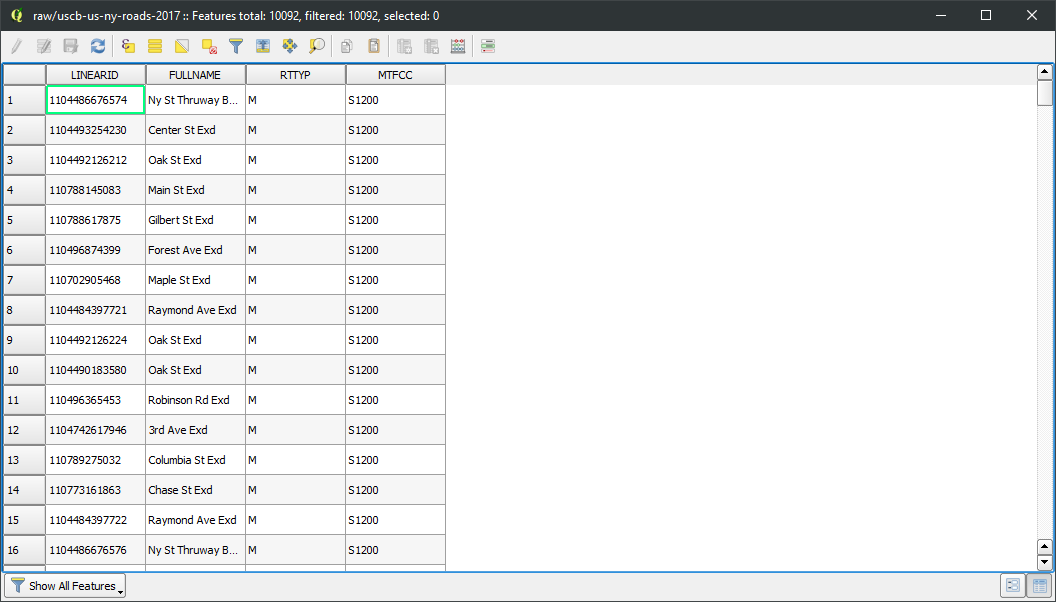 raw/uscb-us-ny-roads-2017 :: Features total: 10092, filtered: 10092, selected: 0
LINEARID FULLNAME RTTYP MTFCC
1 1104486676574 Ny St Thruway B... M S1200
2 1104493254230 Center St Exd M S1200
3 1104492126212 Oak St Exd M S1200
4 110788145083 Main St Exd M S1200
5 110788617875 Gilbert St Exd M S1200
6 110496874399 Forest Ave Exd M S1200
7 110702905468 Maple St Exd M S1200
8 1104484397721 Raymond Ave Exd M S1200
9 1104492126224 Oak St Exd M S1200
10 1104490183580 Oak St Exd M S1200
11 110496365453 Robinson Rd Exd M S1200
12 1104742617946 3rd Ave Exd M S1200
13 110789275032 Columbia St Exd M S1200
14 110773161863 Chase St Exd M S1200
15 1104484397722 Raymond Ave Exd M S1200
16 1104486676576 Ny St Thruway B... M S1200
Show All Features